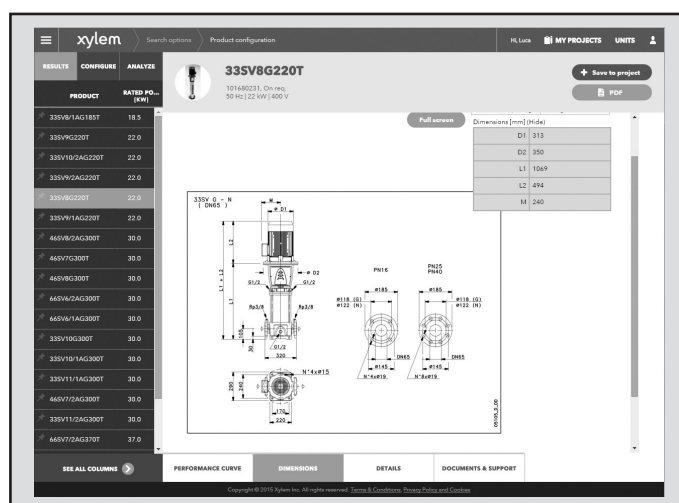 xylem
Search options
Product configuration
Hi, Luca
MY PROJECTS
UNITS
RESULTS
CONFIGURE
ANALYZE
PRODUCT
RATED PO...
[KW]
33SV8/1AG185T 18.5
33SV9G220T 22.0
33SV10/2AG220T 22.0
33SV9/2AG220T 22.0
33SV8G220T 22.0
33SV9/1AG220T 22.0
46SV8/2AG300T 30.0
46SV7G300T 30.0
46SV8G300T 30.0
66SV6/2AG300T 30.0
66SV6/1AG300T 30.0
33SV10G300T 30.0
33SV10/1AG300T 30.0
33SV11/1AG300T 30.0
46SV7/2AG300T 30.0
33SV11/2AG300T 30.0
66SV7/2AG370T 37.0
SEE ALL COLUMNS
33SV8G220T
101680231, On req.
50 Hz | 22 kW | 400 V
+ Save to project
PDF
Full screen
Dimensions [mm] (Hide)
D1 313
D2 350
L1 1069
L2 494
M 240
33SV G - N
( DN65 )
M
ø D1
L2
L1 + L2
L1
ø D2
G1/2
G1/2
Rp3/8
Rp3/8
105
30
G1/2
320
N°4xø15
290
240
170
220
PN16
ø185
ø118 (G)
ø122 (N)
DN65
ø145
N°4xø19
PN25
PN40
ø185
ø118 (G)
ø122 (N)
DN65
ø145
N°8xø19
PERFORMANCE CURVE
DIMENSIONS
DETAILS
DOCUMENTS & SUPPORT
Copyright © 2015 Xylem Inc. All rights reserved. Terms & Conditions, Privacy Policy and Cookies